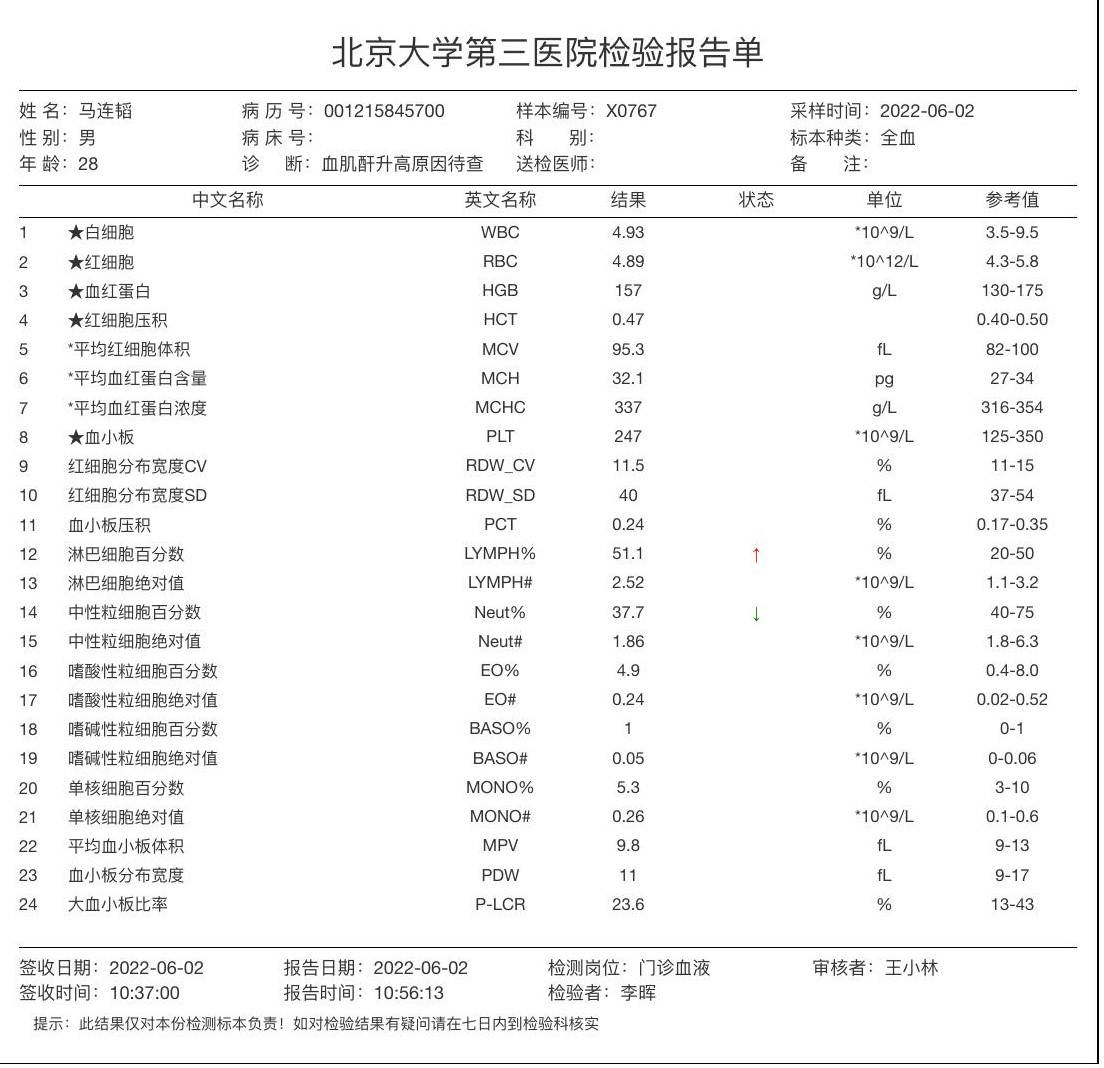 北京大学第三医院检验报告单
姓 名：马连韬 病 历 号：001215845700 样本编号：X0767 采样时间：2022-06-02
性 别：男 病 床 号： 科 别： 标本种类：全血
年 龄：28 诊 断：血肌酐升高原因待查 送检医师： 备 注：
中文名称 英文名称 结果 状态 单位 参考值
1 ★白细胞 WBC 4.93 *10^9/L 3.5-9.5
2 ★红细胞 RBC 4.89 *10^12/L 4.3-5.8
3 ★血红蛋白 HGB 157 g/L 130-175
4 ★红细胞压积 HCT 0.47 0.40-0.50
5 *平均红细胞体积 MCV 95.3 fL 82-100
6 *平均血红蛋白含量 MCH 32.1 pg 27-34
7 *平均血红蛋白浓度 MCHC 337 g/L 316-354
8 ★血小板 PLT 247 *10^9/L 125-350
9 红细胞分布宽度CV RDW_CV 11.5 % 11-15
10 红细胞分布宽度SD RDW_SD 40 fL 37-54
11 血小板压积 PCT 0.24 % 0.17-0.35
12 淋巴细胞百分数 LYMPH% 51.1 ↑ % 20-50
13 淋巴细胞绝对值 LYMPH# 2.52 *10^9/L 1.1-3.2
14 中性粒细胞百分数 Neut% 37.7 ↓ % 40-75
15 中性粒细胞绝对值 Neut# 1.86 *10^9/L 1.8-6.3
16 嗜酸性粒细胞百分数 EO% 4.9 % 0.4-8.0
17 嗜酸性粒细胞绝对值 EO# 0.24 *10^9/L 0.02-0.52
18 嗜碱性粒细胞百分数 BASO% 1 % 0-1
19 嗜碱性粒细胞绝对值 BASO# 0.05 *10^9/L 0-0.06
20 单核细胞百分数 MONO% 5.3 % 3-10
21 单核细胞绝对值 MONO# 0.26 *10^9/L 0.1-0.6
22 平均血小板体积 MPV 9.8 fL 9-13
23 血小板分布宽度 PDW 11 fL 9-17
24 大血小板比率 P-LCR 23.6 % 13-43
签收日期：2022-06-02 报告日期：2022-06-02 检测岗位：门诊血液 审核者：王小林
签收时间：10:37:00 报告时间：10:56:13 检验者：李晖
提示：此结果仅对本份检测标本负责！如对检验结果有疑问请在七日内到检验科核实